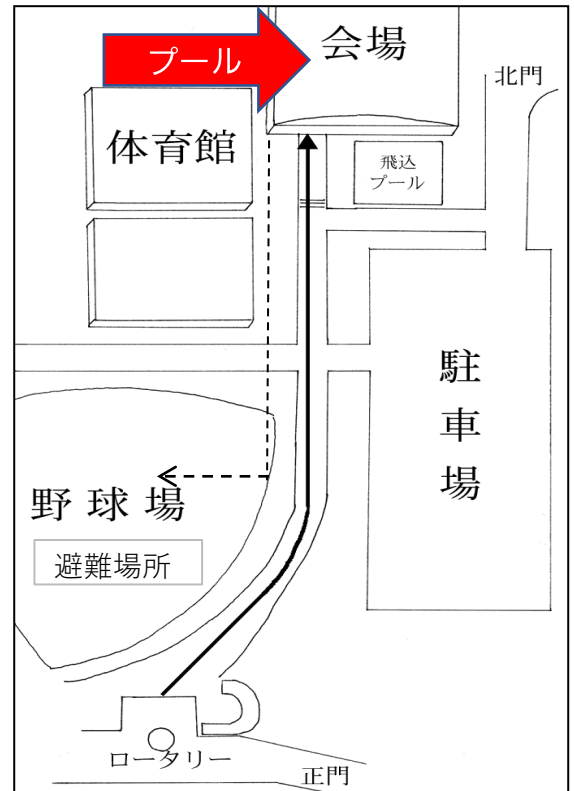 プール
会場
北門
体育館
飛込
プール
駐車場
野球場
避難場所
ロータリー
正門